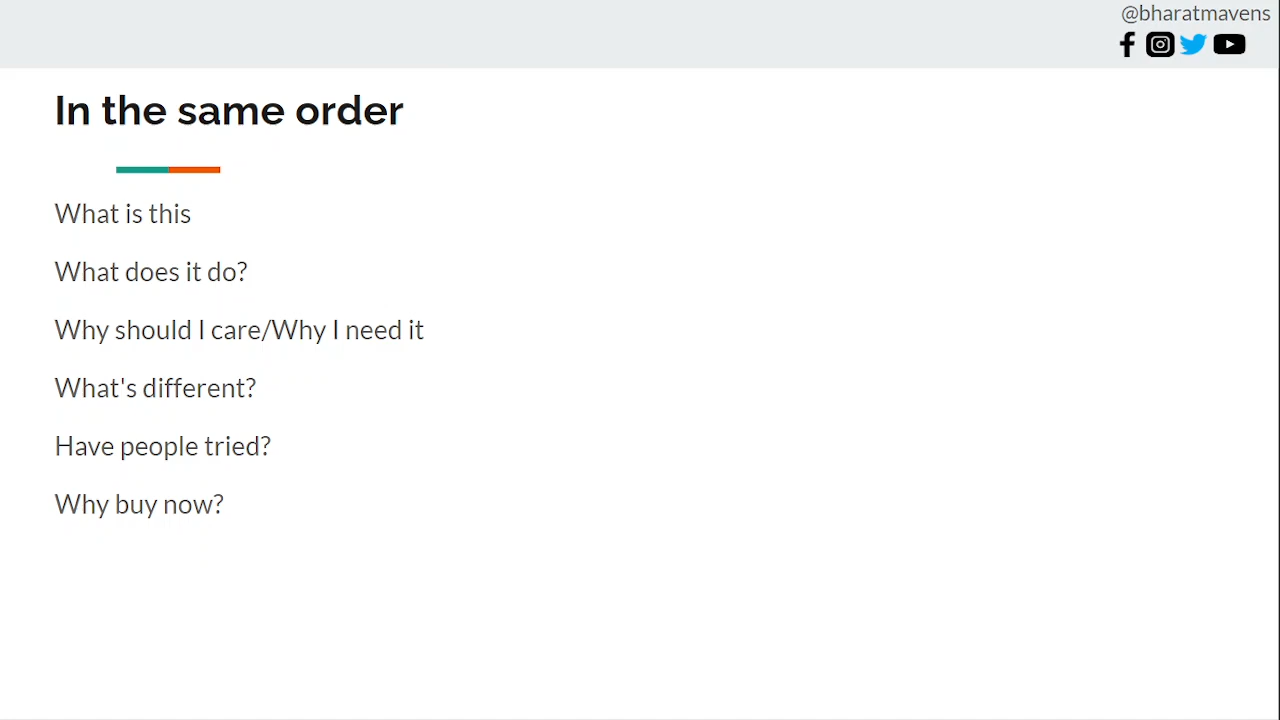 @bharatmavens
In the same order
What is this
What does it do?
Why should I care/Why I need it
What's different?
Have people tried?
Why buy now?